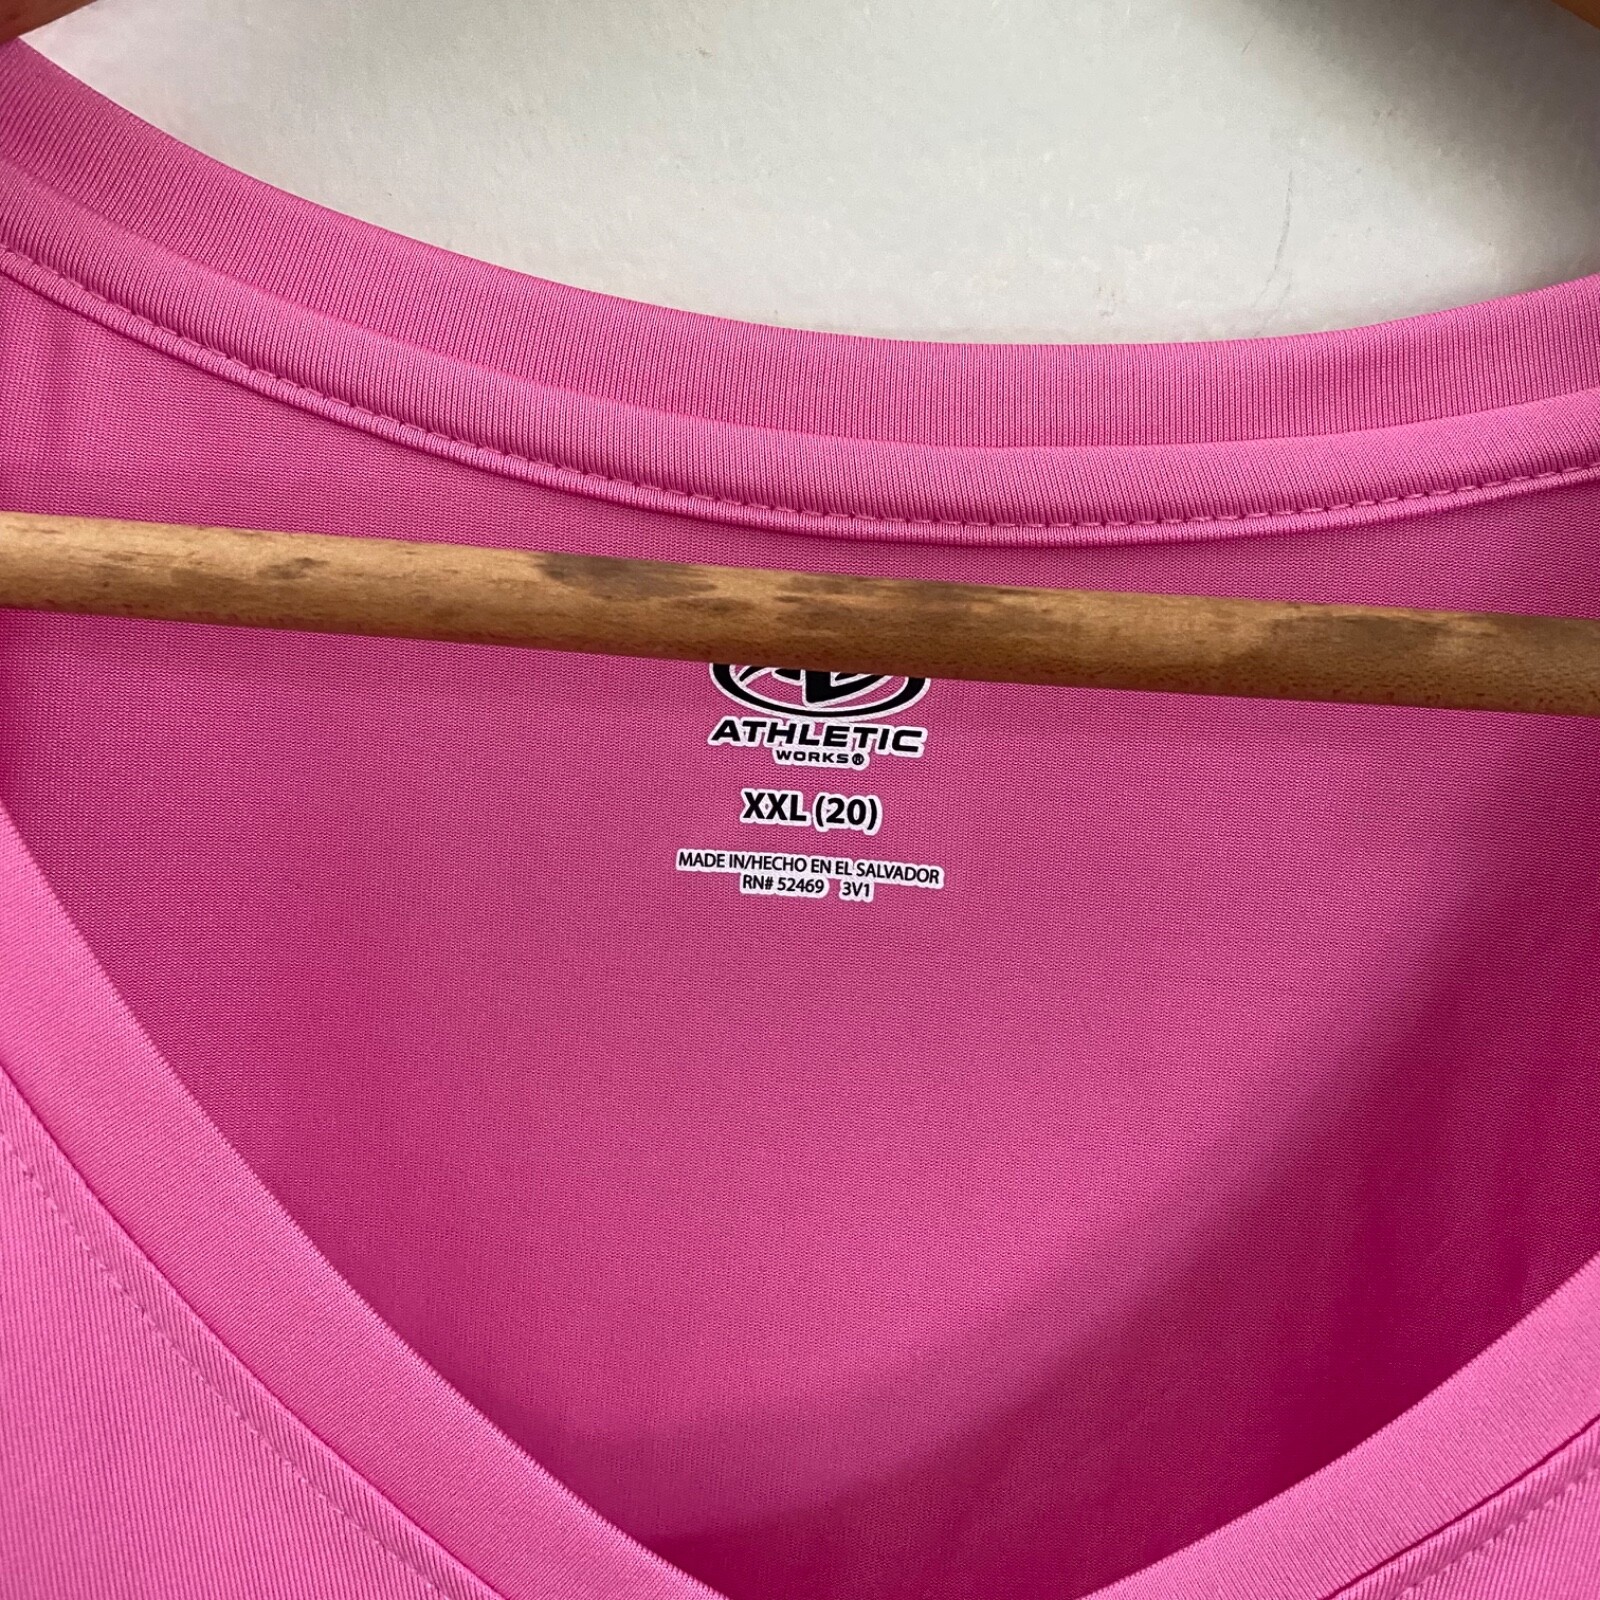 ATHLETIC
WORKS®
XXL (20)
MADE IN/HECHO EN EL SALVADOR
RN# 52469 3V1